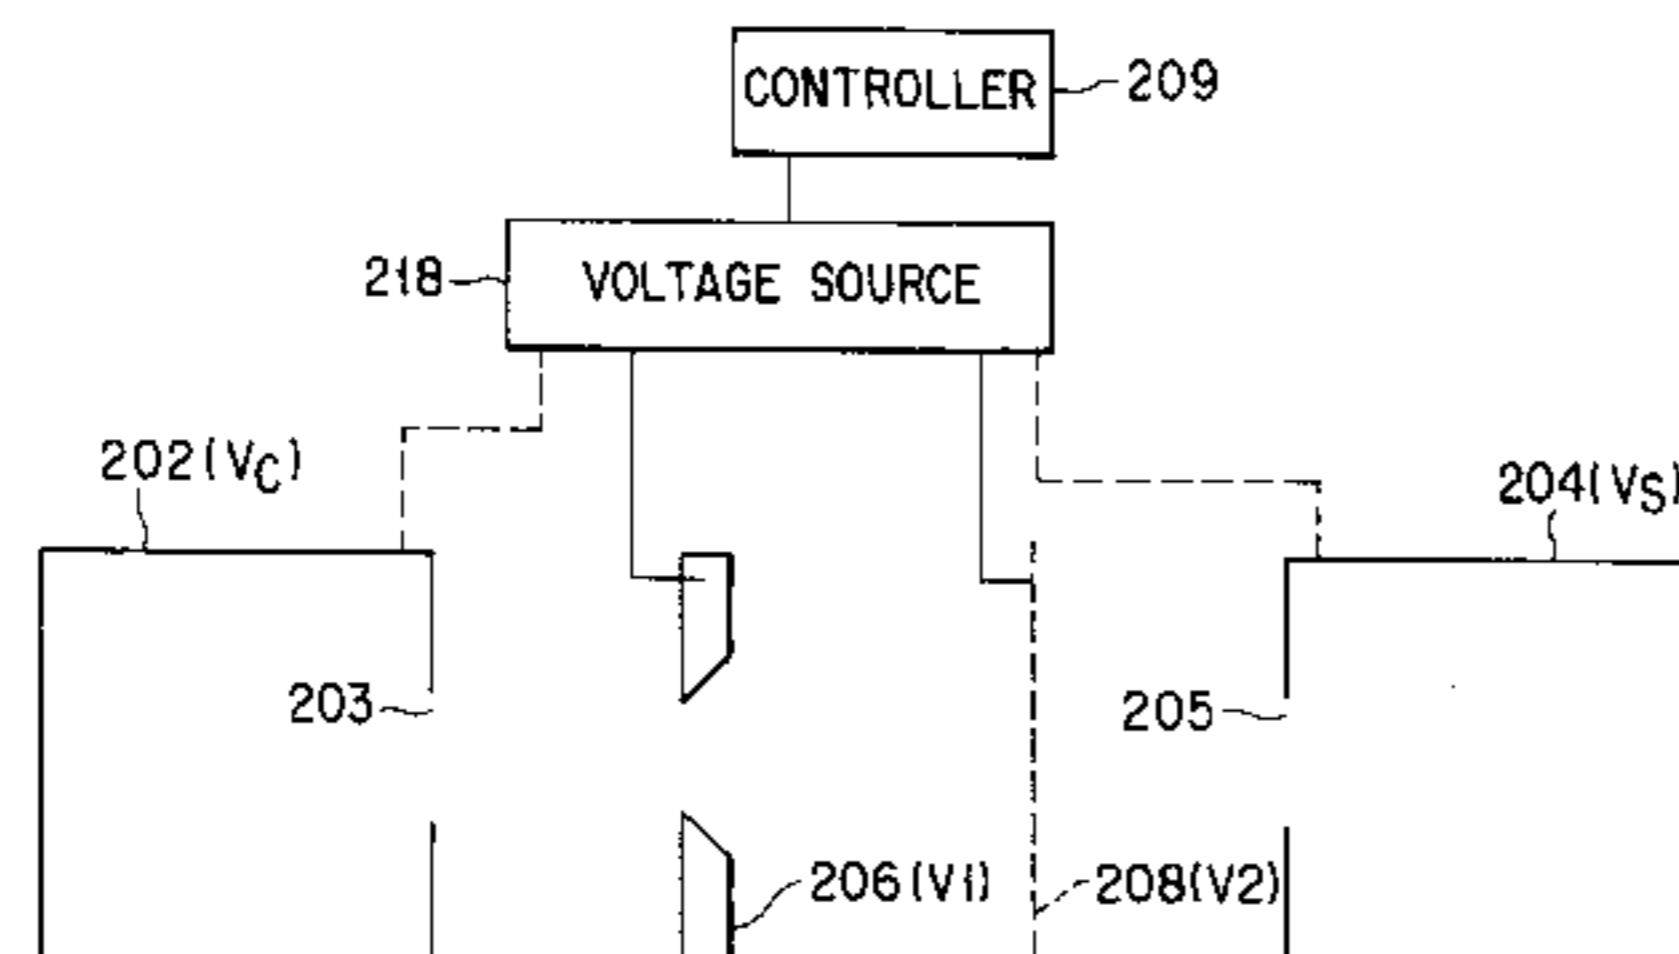 CONTROLLER
209
218
VOLTAGE SOURCE
202(VC)
204(VS)
203
205
206(V1)
208(V2)